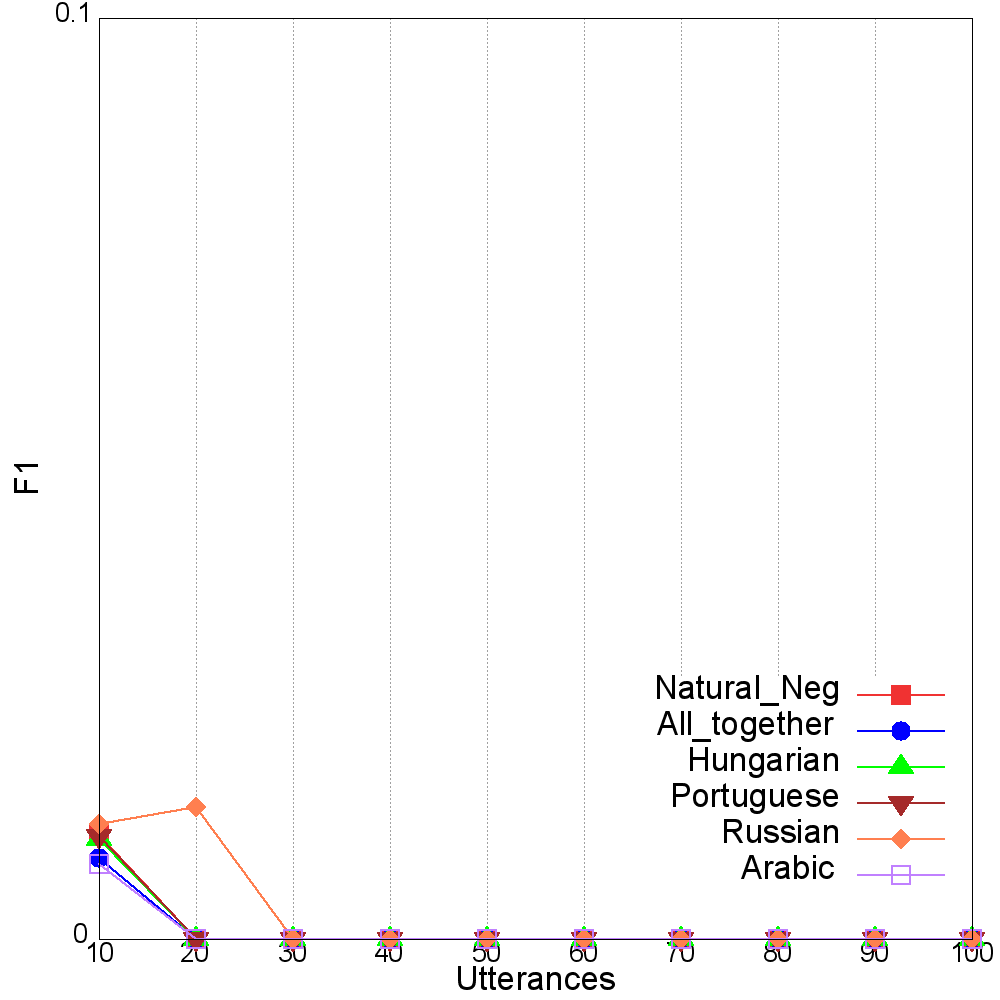 0.1
F1
Natural_Neg
All_together
Hungarian
Portuguese
Russian
Arabic
0
10 20 30 40 50 60 70 80 90 100
Utterances